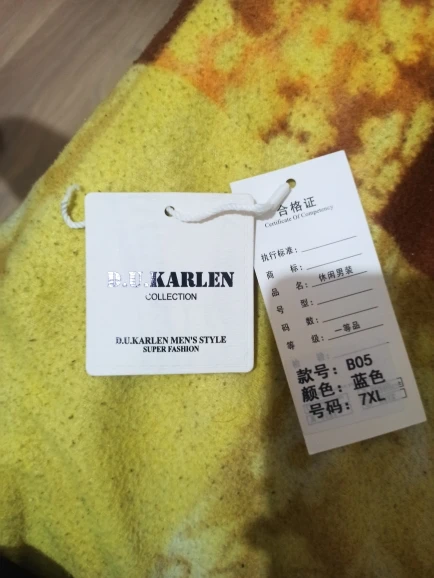 D.U.KARLEN
COLLECTION
D.U.KARLEN MEN'S STYLE
SUPER FASHION
合格证
Certificate Of Competency
执行标准：
商 标：
品 名：休闲男装
号 型：
码 数：
等 级：一等品
款号：B05
颜色：蓝色
号码：7XL